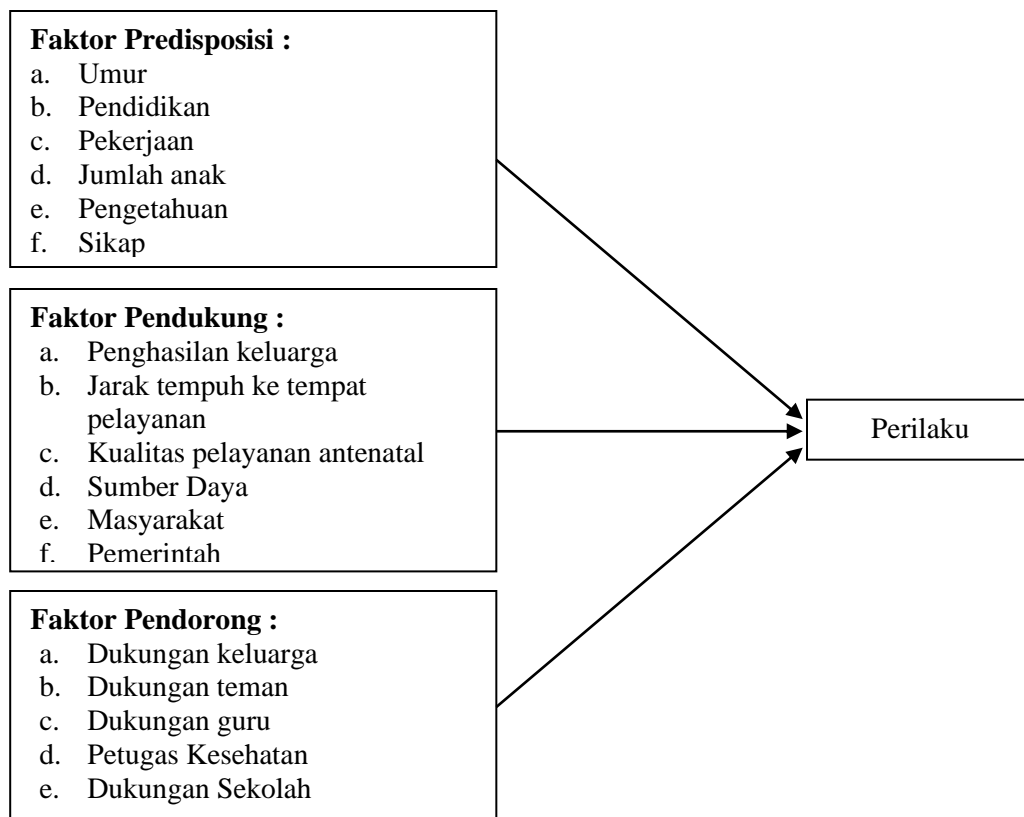 Faktor Predisposisi :
a. Umur
b. Pendidikan
c. Pekerjaan
d. Jumlah anak
e. Pengetahuan
f. Sikap
Faktor Pendukung :
a. Penghasilan keluarga
b. Jarak tempuh ke tempat
pelayanan
c. Kualitas pelayanan antenatal
d. Sumber Daya
e. Masyarakat
f. Pemerintah
Perilaku
Faktor Pendorong :
a. Dukungan keluarga
b. Dukungan teman
c. Dukungan guru
d. Petugas Kesehatan
e. Dukungan Sekolah